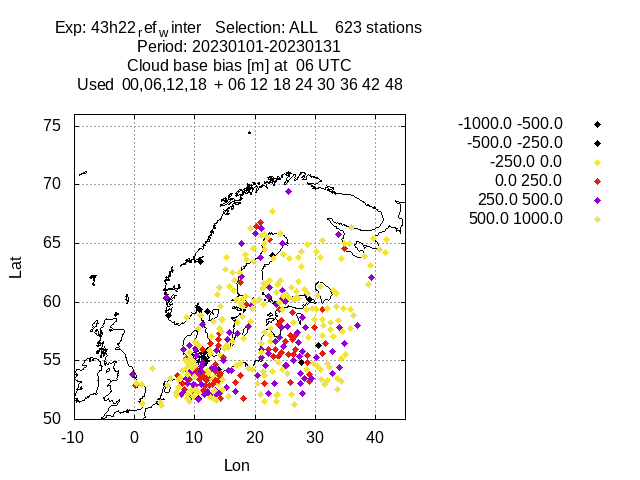 Exp: 43h22ref winter   Selection: ALL    623 stations
Period: 20230101-20230131
Cloud base bias [m] at  06 UTC
Used  00,06,12,18  + 06 12 18 24 30 36 42 48
-1000.0 -500.0
-500.0 -250.0
-250.0 0.0
0.0 250.0
250.0 500.0
500.0 1000.0
75
70
65
60
55
50
Lat
-10 0 10 20 30 40
Lon